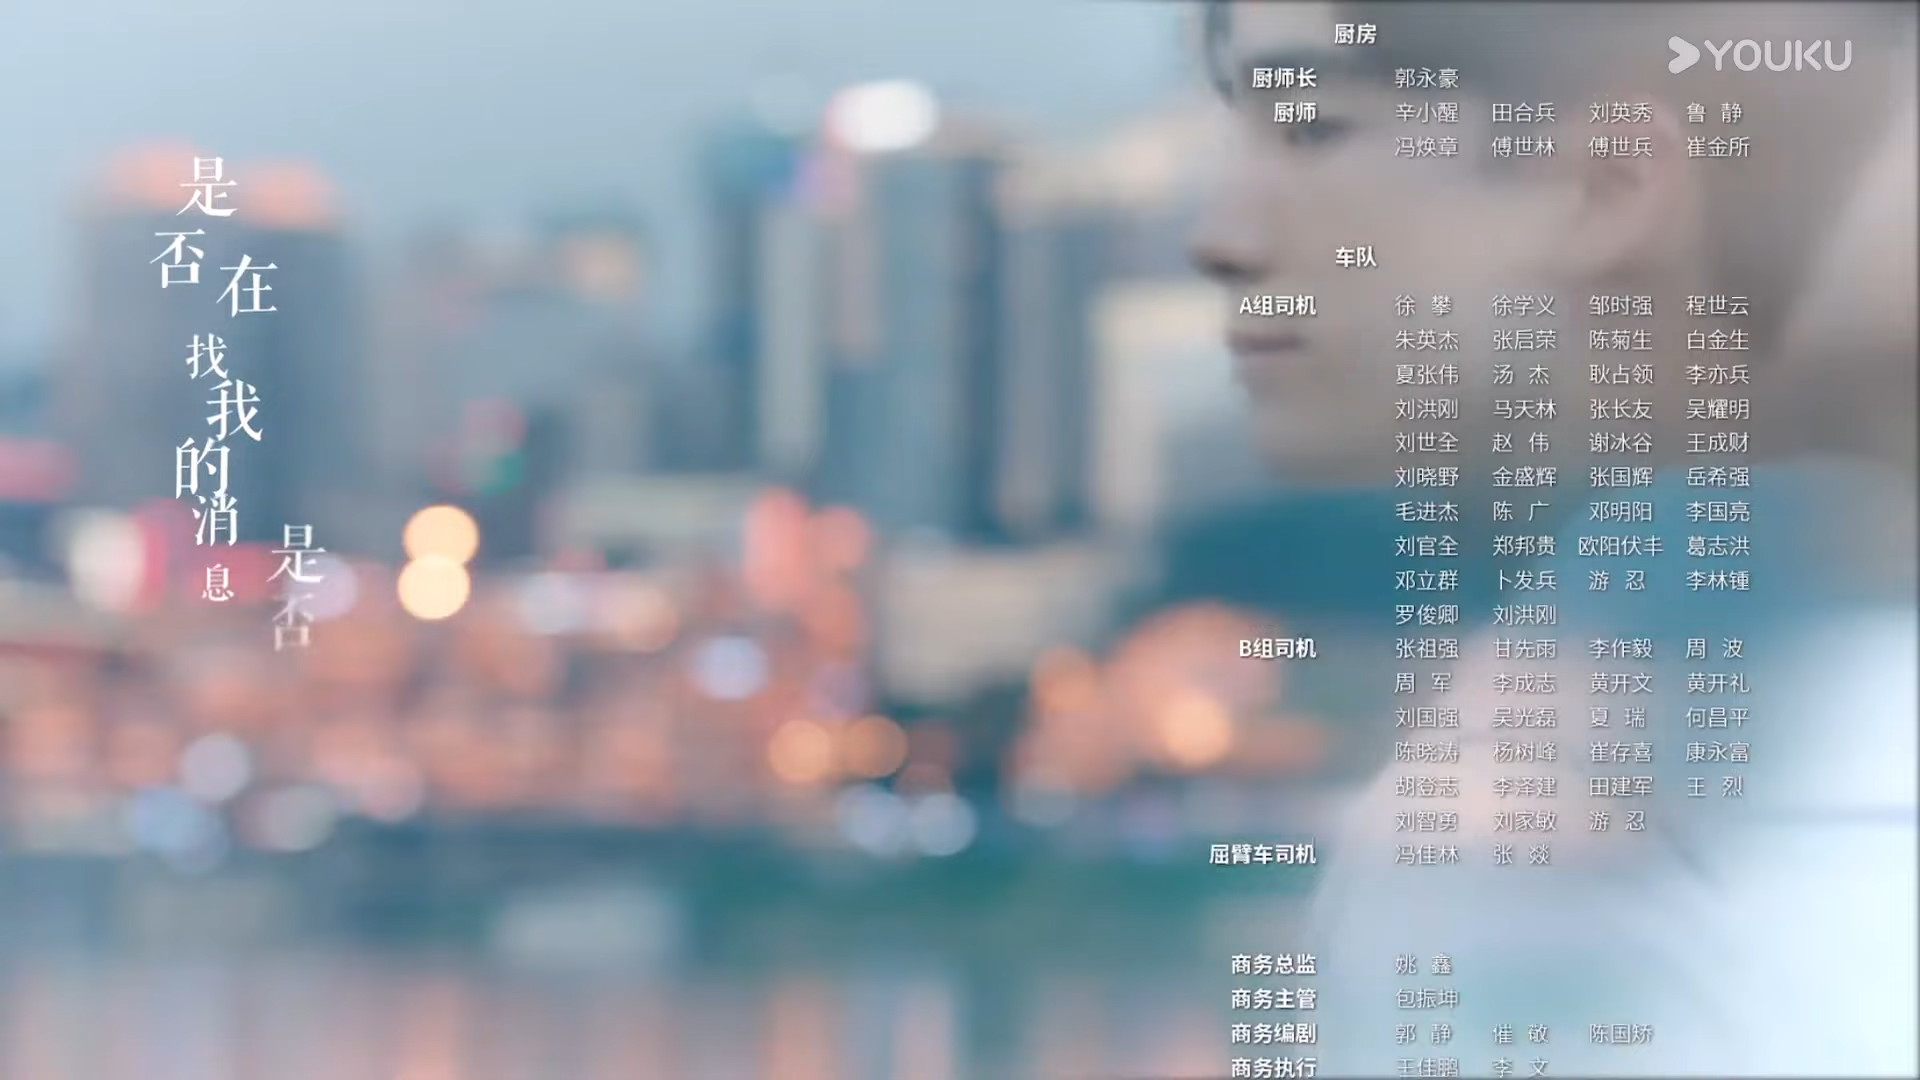 是否在找我的消息
是否
YOUKU
厨房
厨师长 郭永豪
厨师 辛小醒 田合兵 刘英秀 鲁静
冯焕章 傅世林 傅世兵 崔金所
车队
A组司机 徐攀 徐学义 邹时强 程世云
朱英杰 张启荣 陈菊生 白金生
夏张伟 汤杰 耿占领 李亦兵
刘洪刚 马天林 张长友 吴耀明
刘世全 赵伟 谢冰谷 王成财
刘晓野 金盛辉 张国辉 岳希强
毛进杰 陈广 邓明阳 李国亮
刘官全 郑邦贵 欧阳伏丰 葛志洪
邓立群 卜发兵 游忍 李林锺
罗俊卿 刘洪刚
B组司机 张祖强 甘先雨 李作毅 周波
周军 李成志 黄开文 黄开礼
刘国强 吴光磊 夏瑞 何昌平
陈晓涛 杨树峰 崔存喜 康永富
胡登志 李泽建 田建军 王烈
刘智勇 刘家敏 游忍
屈臂车司机 冯佳林 张燚
商务总监 姚鑫
商务主管 包振坤
商务编剧 郭静 催敬 陈国矫
商务执行 王佳鹏 李文